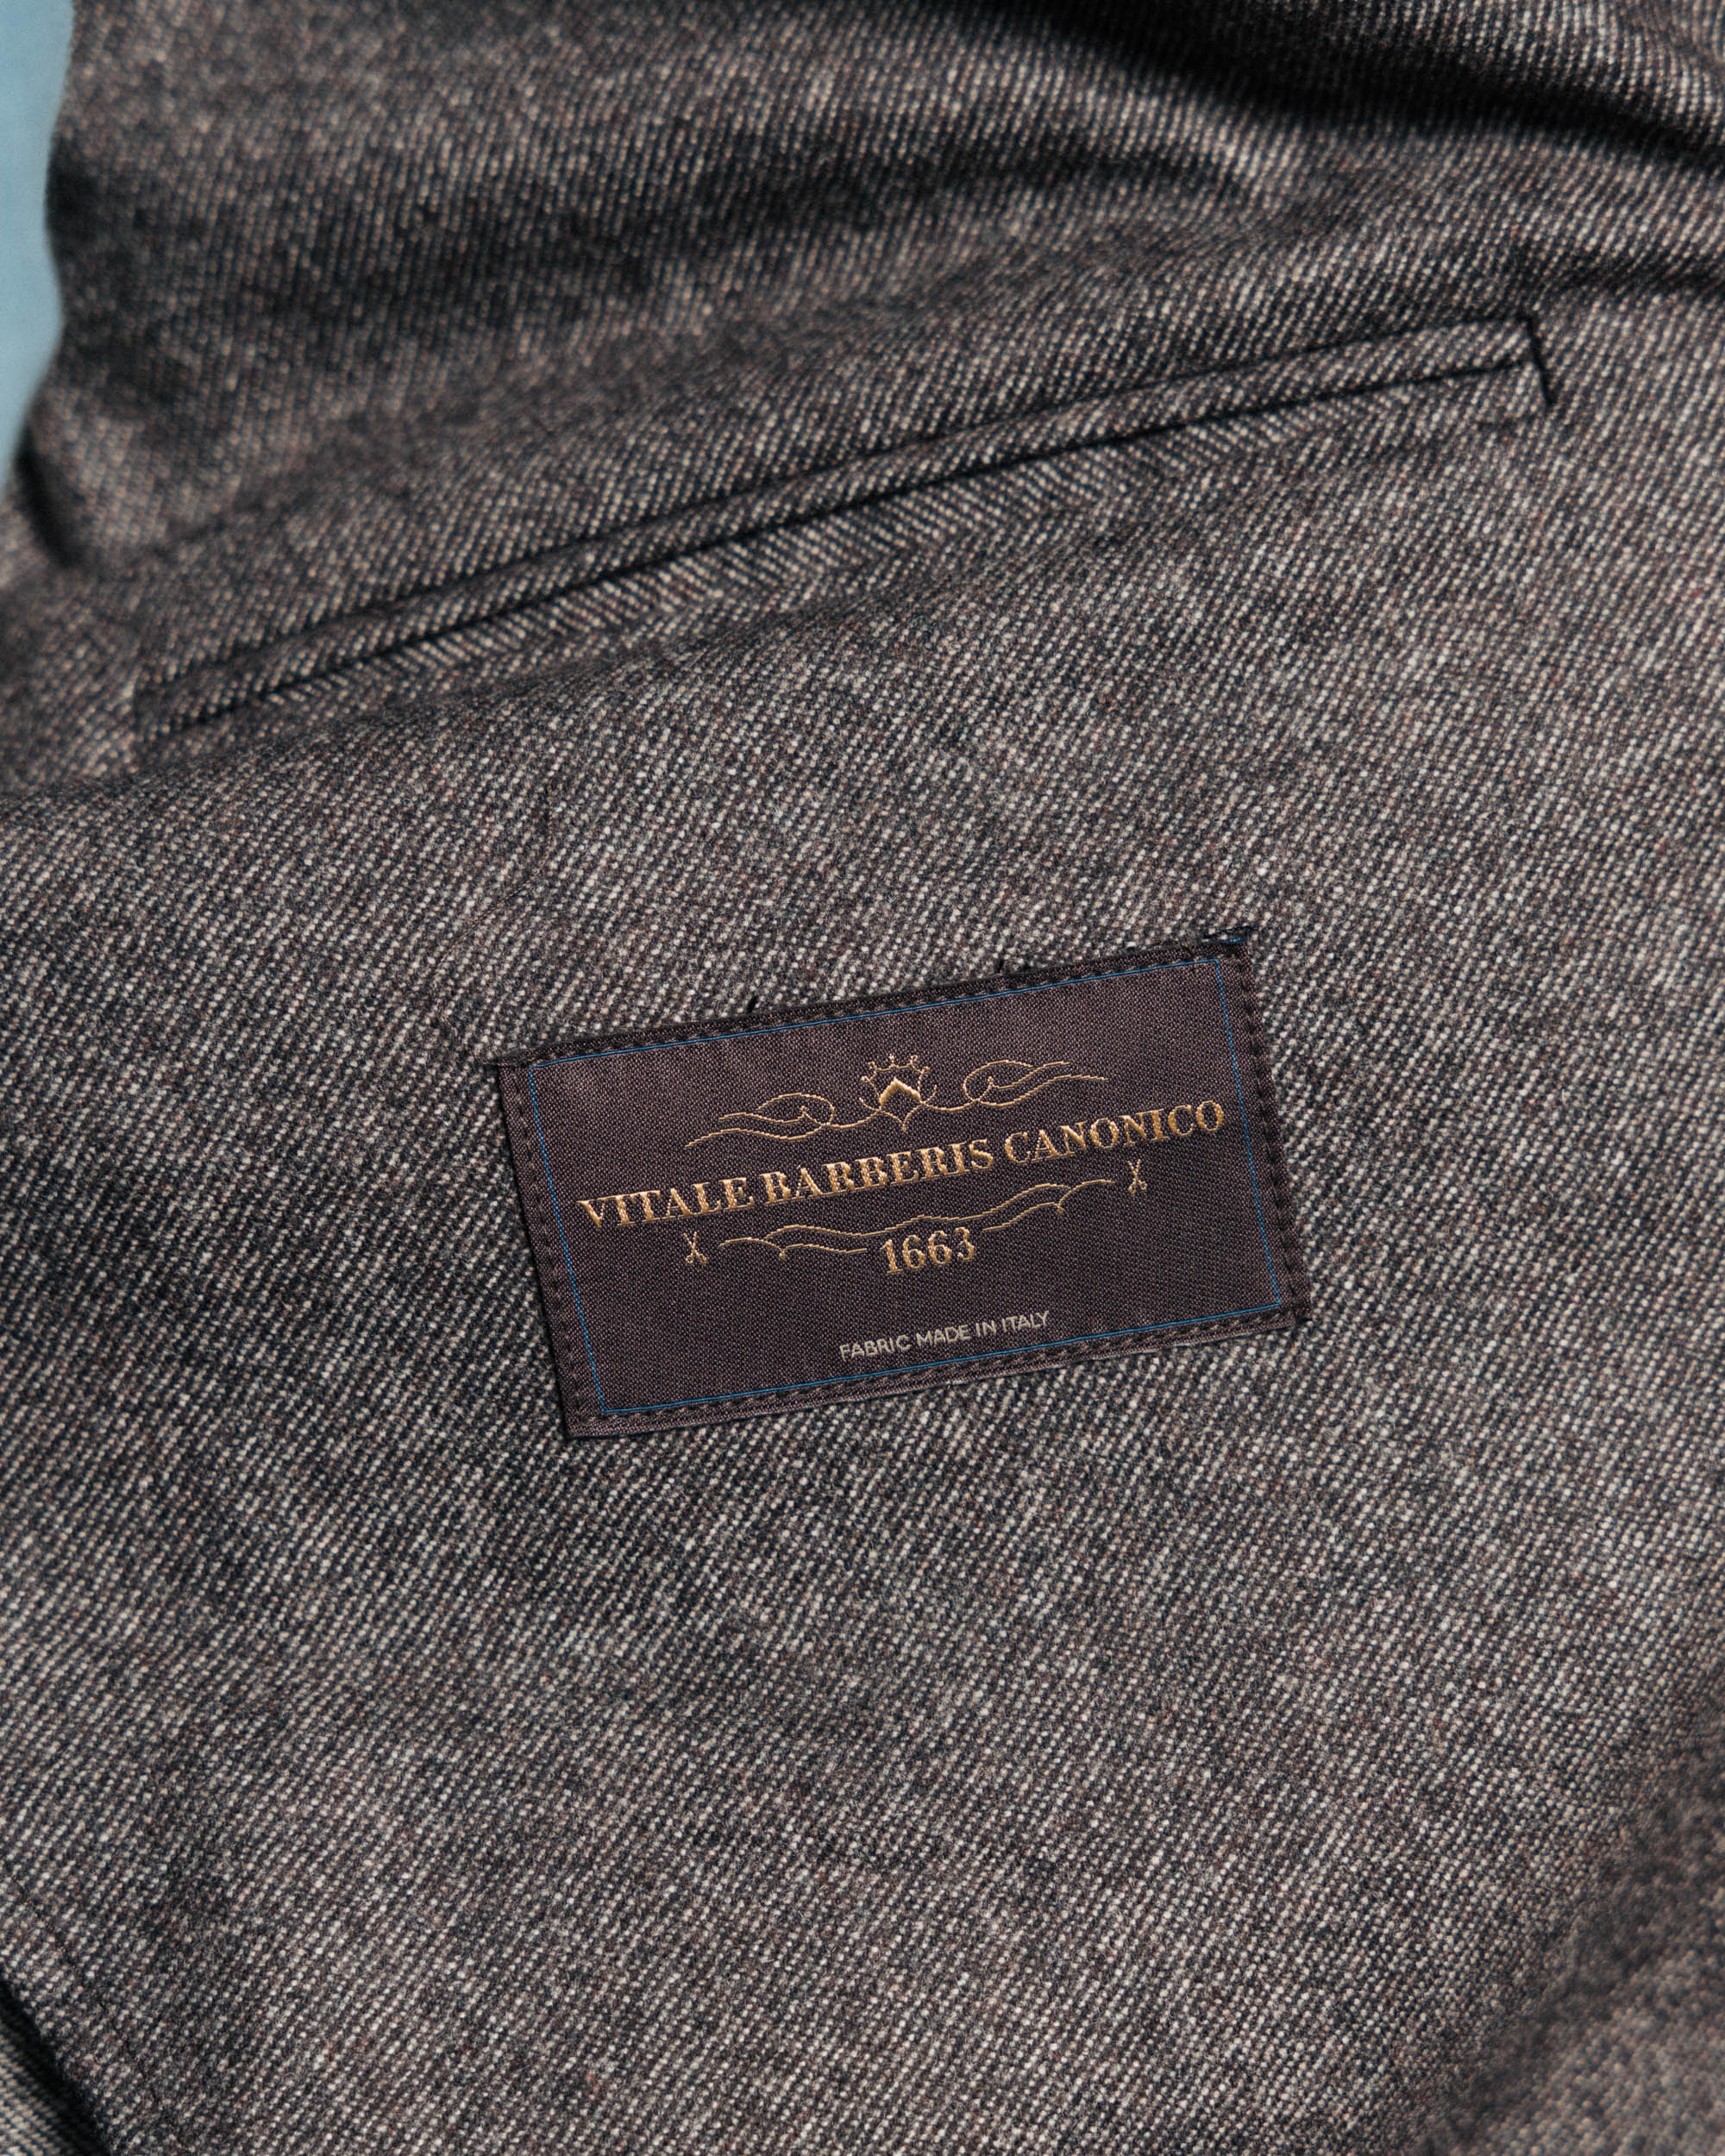 VITALE BARBERIS CANONICO
1663
FABRIC MADE IN ITALY